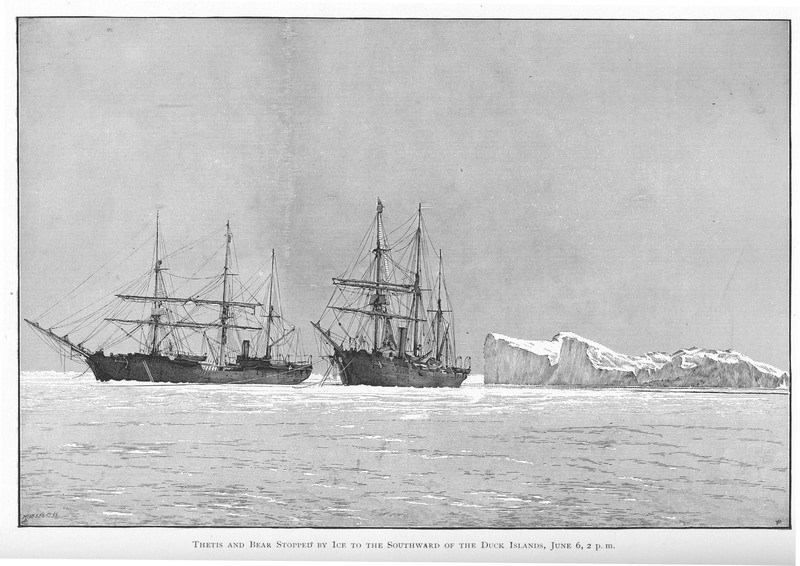 Thetis and Bear Stopped by Ice to the Southward of the Duck Islands, June 6, 2 p. m.